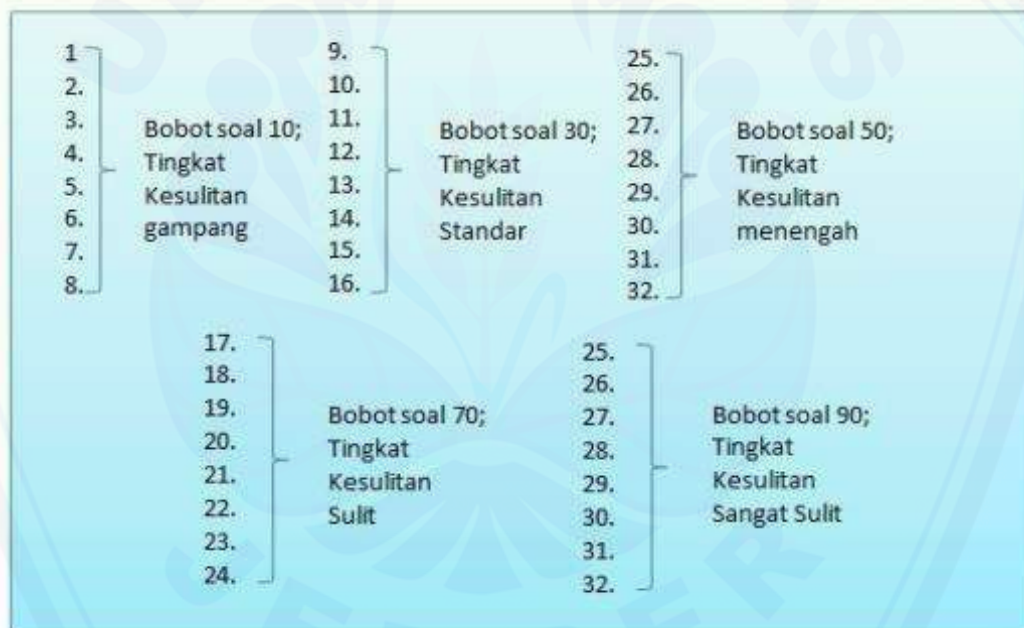 1
2.
3.
4.
5.
6.
7.
8.
Bobot soal 10;
Tingkat
Kesulitan
gampang
9.
10.
11.
12.
13.
14.
15.
16.
Bobot soal 30;
Tingkat
Kesulitan
Standar
25.
26.
27.
28.
29.
30.
31.
32.
Bobot soal 50;
Tingkat
Kesulitan
menengah
17.
18.
19.
20.
21.
22.
23.
24.
Bobot soal 70;
Tingkat
Kesulitan
Sulit
25.
26.
27.
28.
29.
30.
31.
32.
Bobot soal 90;
Tingkat
Kesulitan
Sangat Sulit